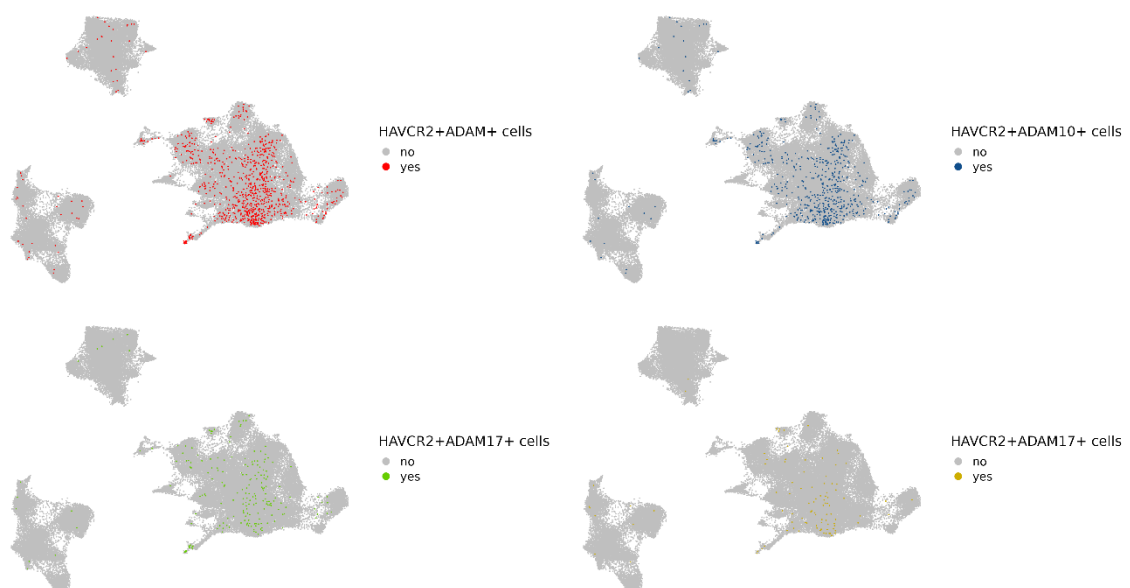 HAVCR2+ADAM+ cells
no
yes
HAVCR2+ADAM10+ cells
no
yes
HAVCR2+ADAM17+ cells
no
yes
HAVCR2+ADAM17+ cells
no
yes